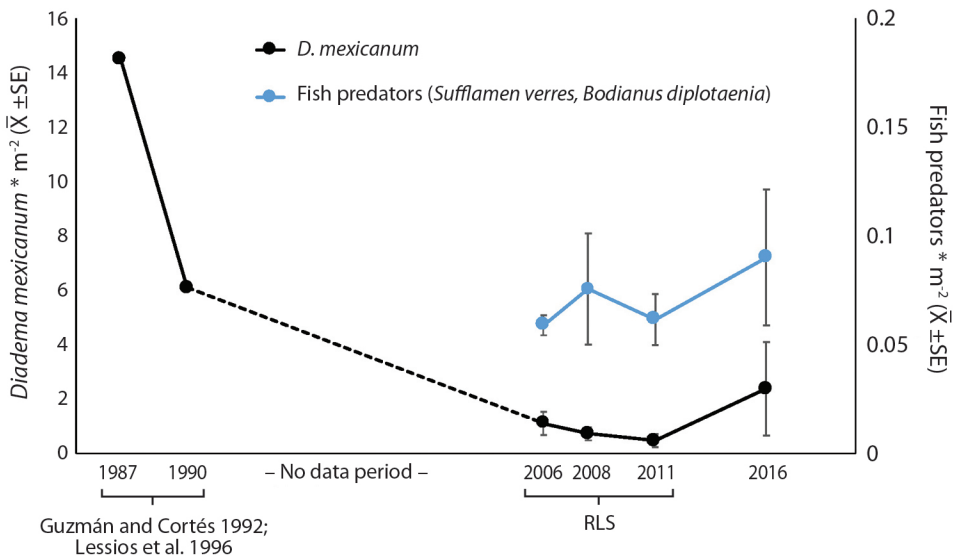 16
14
12
10
8
6
4
2
0
Diadema mexicanum * m-2 (X̅ ±SE)
D. mexicanum
Fish predators (Sufflamen verres, Bodianus diplotaenia)
0.2
0.15
0.1
0.05
0
Fish predators * m-2 (X̅ ±SE)
1987 1990 – No data period – 2006 2008 2011 2016
Guzmán and Cortés 1992;
Lessios et al. 1996
RLS